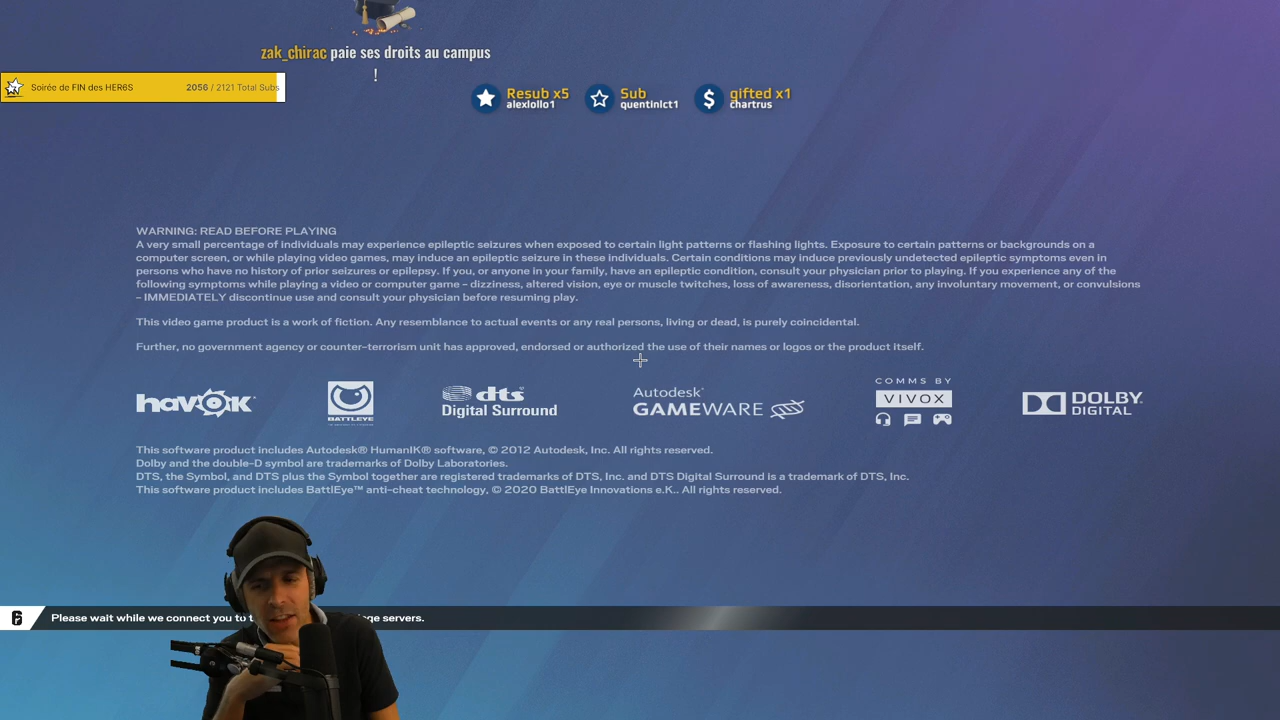 zak_chirac paie ses droits au campus
!
Soirée de FIN des HER6S
2056 / 2121 Total Subs
Resub x5
alexlollo1
Sub
quentinlct1
gifted x1
chartrus
WARNING: READ BEFORE PLAYING
A very small percentage of individuals may experience epileptic seizures when exposed to certain light patterns or flashing lights. Exposure to certain patterns or backgrounds on a
computer screen, or while playing video games, may induce an epileptic seizure in these individuals. Certain conditions may induce previously undetected epileptic symptoms even in
persons who have no history of prior seizures or epilepsy. If you, or anyone in your family, have an epileptic condition, consult your physician prior to playing. If you experience any of the
following symptoms while playing a video or computer game – dizziness, altered vision, eye or muscle twitches, loss of awareness, disorientation, any involuntary movement, or convulsions
– IMMEDIATELY discontinue use and consult your physician before resuming play.
This video game product is a work of fiction. Any resemblance to actual events or any real persons, living or dead, is purely coincidental.
Further, no government agency or counter-terrorism unit has approved, endorsed or authorized the use of their names or logos or the product itself.
havok
BATTLEYE
dts
Digital Surround
Autodesk®
GAMEWARE
COMMS BY
VIVOX
DOLBY
DIGITAL
This software product includes Autodesk® HumanIK® software, © 2012 Autodesk, Inc. All rights reserved.
Dolby and the double-D symbol are trademarks of Dolby Laboratories.
DTS, the Symbol, and DTS plus the Symbol together are registered trademarks of DTS, Inc. and DTS Digital Surround is a trademark of DTS, Inc.
This software product includes BattlEye™ anti-cheat technology, © 2020 BattlEye Innovations e.K.. All rights reserved.
6
Please wait while we connect you to servers.